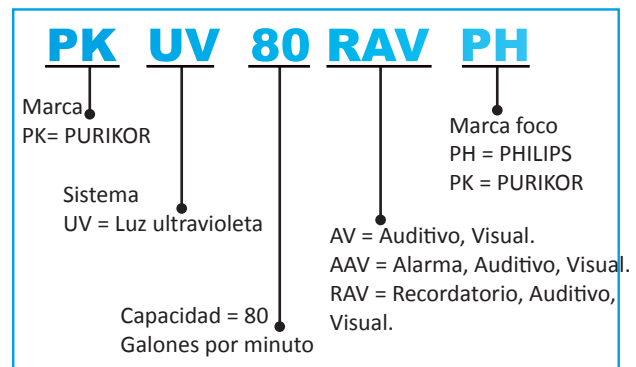 PK UV 80 RAV PH
Marca
PK= PURIKOR
Sistema
UV = Luz ultravioleta
Capacidad = 80
Galones por minuto
Marca foco
PH = PHILIPS
PK = PURIKOR
AV = Auditivo, Visual.
AAV = Alarma, Auditivo, Visual.
RAV = Recordatorio, Auditivo,
Visual.